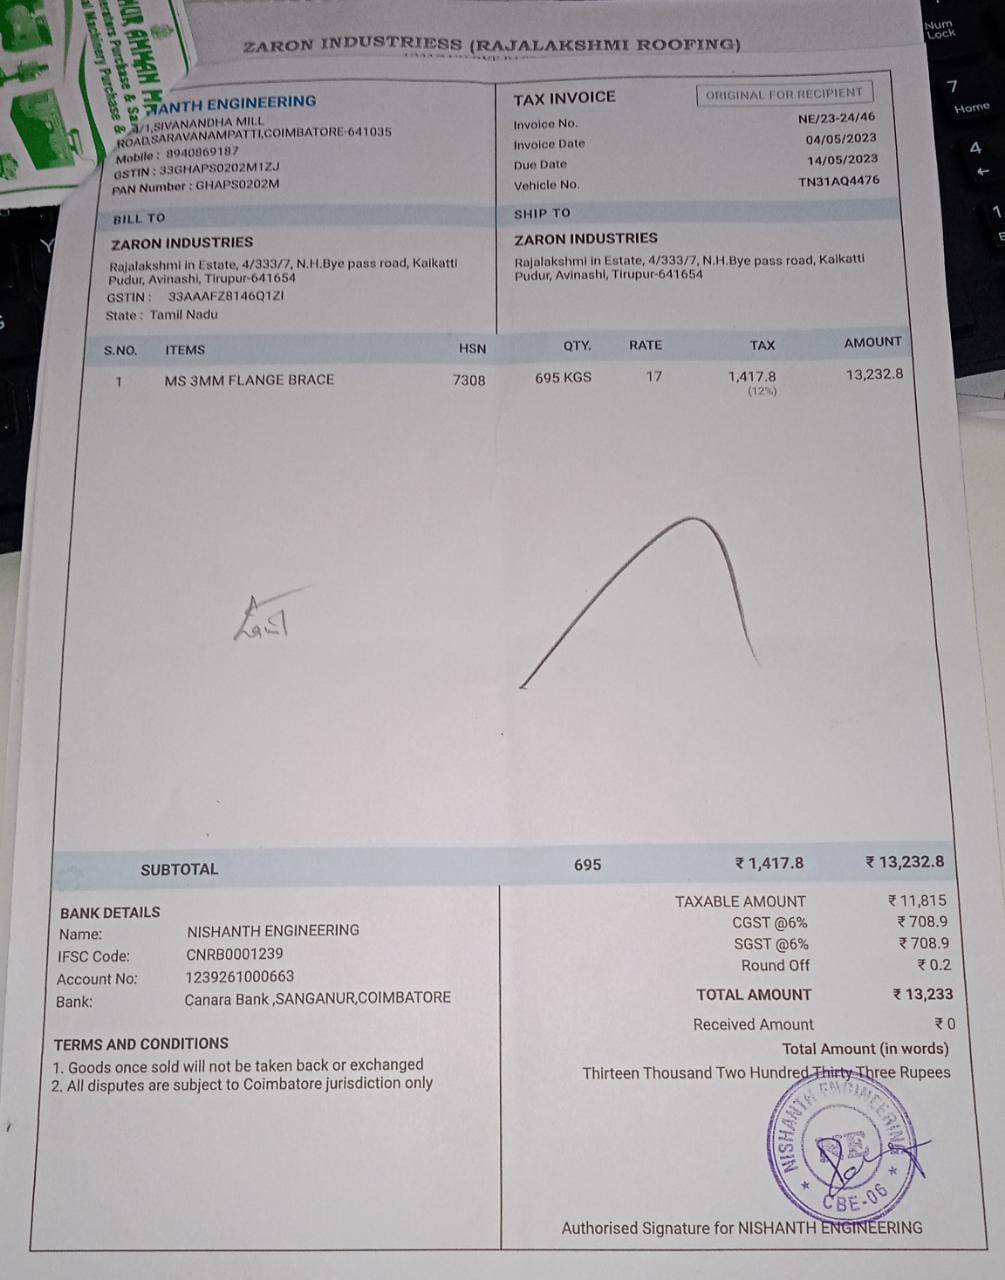 ZARON INDUSTRIESS (RAJALAKSHMI ROOFING)
AMMAN
Purchase &
Machinery Purchase &
ANTH ENGINEERING
4/1,SIVANANDHA MILL
ROAD,SARAVANAMPATTI,COIMBATORE-641035
Mobile : 8940869187
GSTIN : 33GHAPS0202M1ZJ
PAN Number : GHAPS0202M
TAX INVOICE
ORIGINAL FOR RECIPIENT
Invoice No. NE/23-24/46
Invoice Date 04/05/2023
Due Date 14/05/2023
Vehicle No. TN31AQ4476
BILL TO
ZARON INDUSTRIES
Rajalakshmi in Estate, 4/333/7, N.H.Bye pass road, Kaikatti
Pudur, Avinashi, Tirupur-641654
GSTIN : 33AAAFZ8146Q1ZI
State : Tamil Nadu
SHIP TO
ZARON INDUSTRIES
Rajalakshmi in Estate, 4/333/7, N.H.Bye pass road, Kaikatti
Pudur, Avinashi, Tirupur-641654
S.NO. ITEMS HSN QTY. RATE TAX AMOUNT
1 MS 3MM FLANGE BRACE 7308 695 KGS 17 1,417.8 13,232.8
(12%)
SUBTOTAL 695 ₹ 1,417.8 ₹ 13,232.8
BANK DETAILS
Name: NISHANTH ENGINEERING
IFSC Code: CNRB0001239
Account No: 1239261000663
Bank: Canara Bank ,SANGANUR,COIMBATORE
TERMS AND CONDITIONS
1. Goods once sold will not be taken back or exchanged
2. All disputes are subject to Coimbatore jurisdiction only
TAXABLE AMOUNT ₹ 11,815
CGST @6% ₹ 708.9
SGST @6% ₹ 708.9
Round Off ₹ 0.2
TOTAL AMOUNT ₹ 13,233
Received Amount ₹ 0
Total Amount (in words)
Thirteen Thousand Two Hundred Thirty Three Rupees
NISHANTH ENGINEERING
NE
CBE-06
Authorised Signature for NISHANTH ENGINEERING
Num
Lock
7
Home
4
←
1
Y